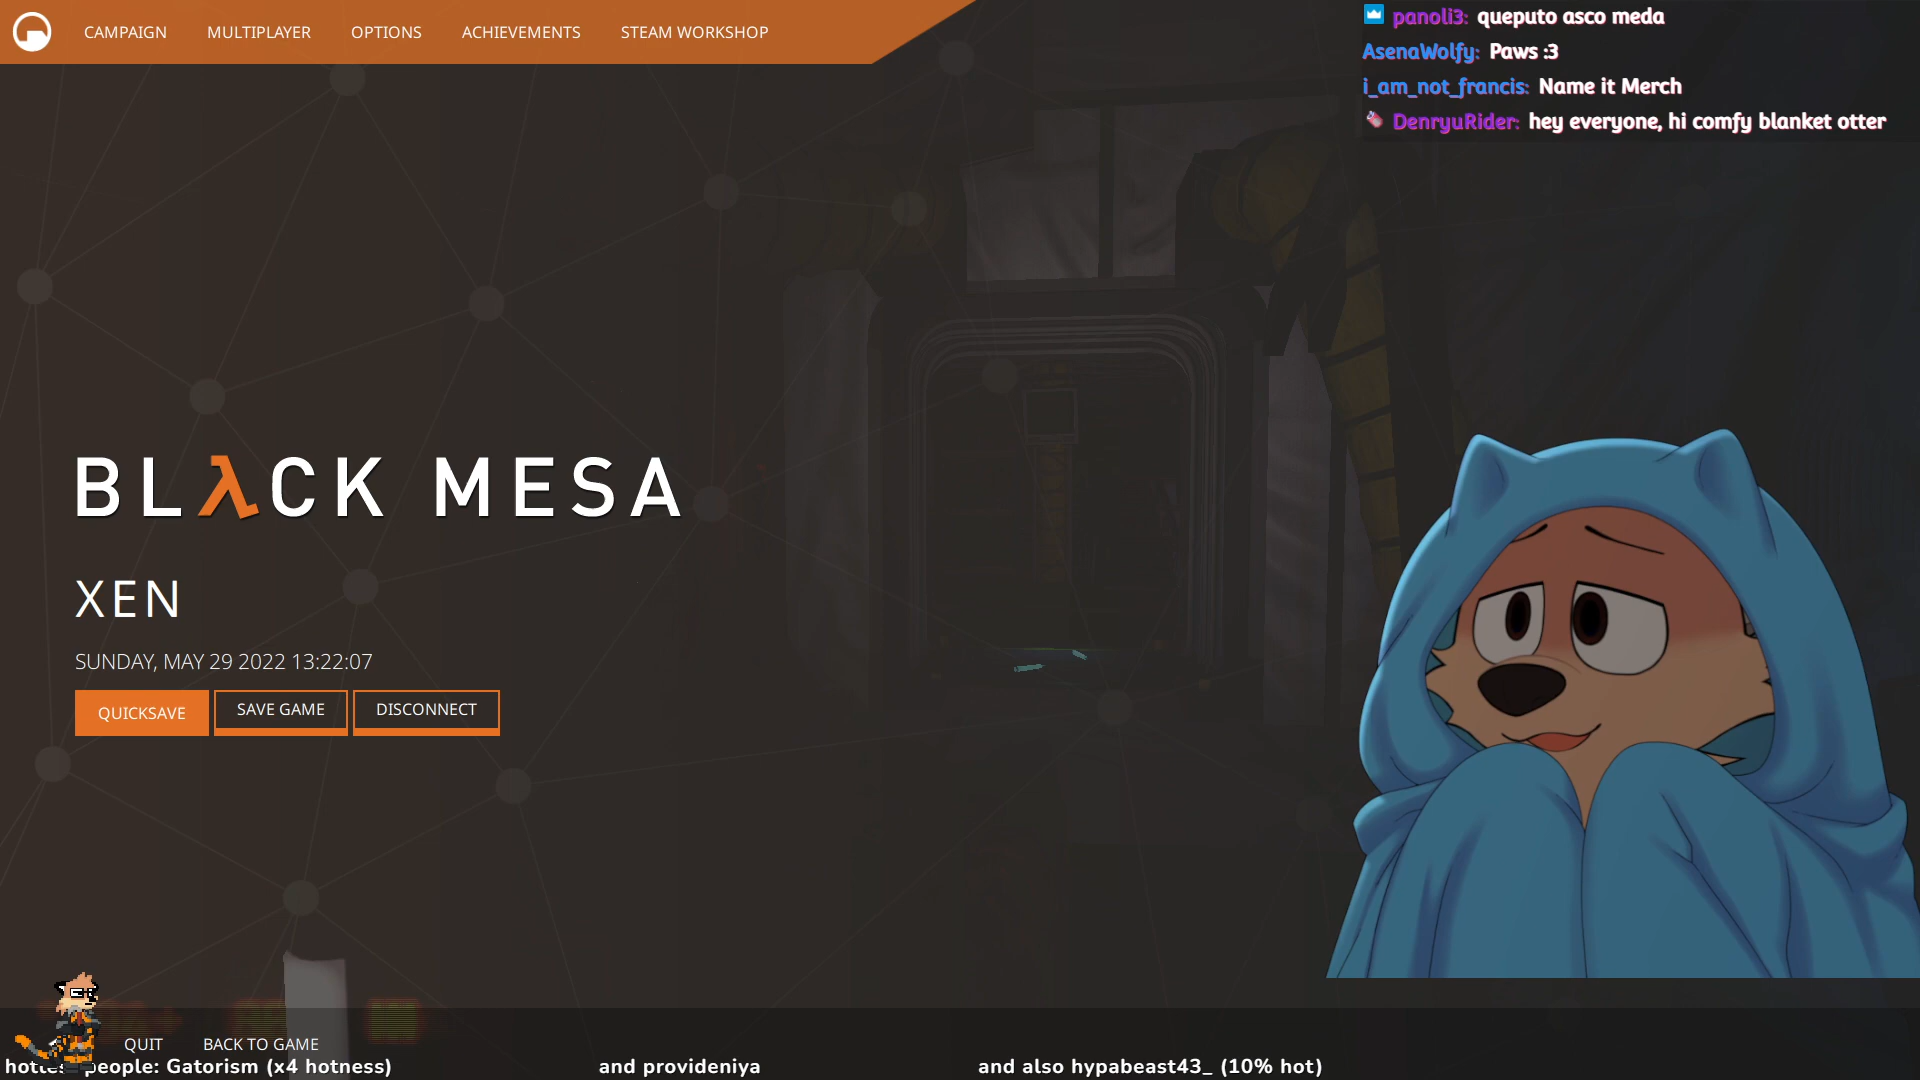 CAMPAIGN MULTIPLAYER OPTIONS ACHIEVEMENTS STEAM WORKSHOP
panoli3: queputo asco meda
AsenaWolfy: Paws :3
i_am_not_francis: Name it Merch
DenryuRider: hey everyone, hi comfy blanket otter
BLλCK MESA
XEN
SUNDAY, MAY 29 2022 13:22:07
QUICKSAVE SAVE GAME DISCONNECT
QUIT BACK TO GAME
people: Gatorism (x4 hotness) and provideniya and also hypabeast43_ (10% hot)